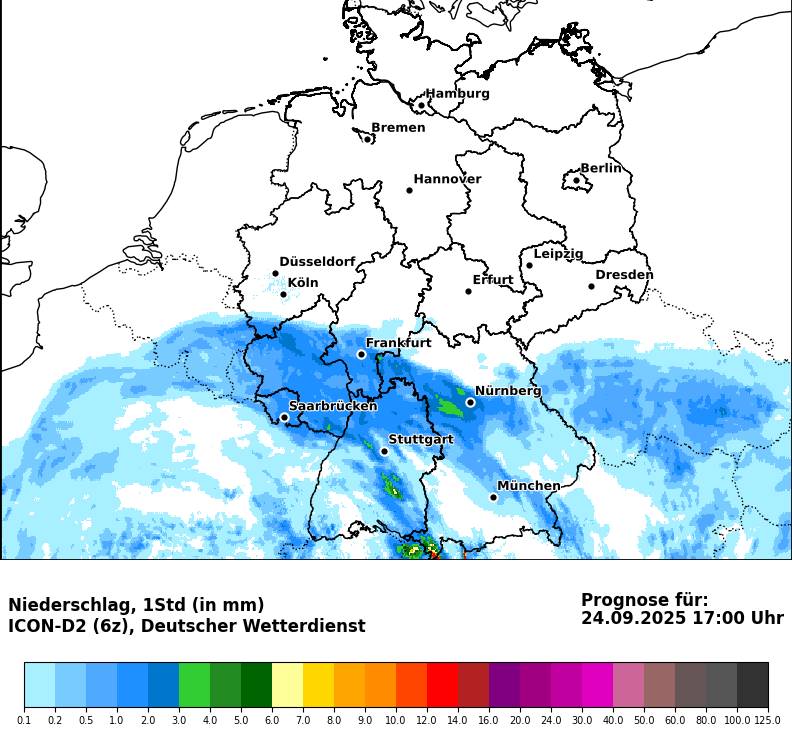 Hamburg
Bremen
Berlin
Hannover
Leipzig
Düsseldorf
Dresden
Erfurt
Köln
Frankfurt
Nürnberg
Saarbrücken
Stuttgart
München
Niederschlag, 1Std (in mm)
ICON-D2 (6z), Deutscher Wetterdienst
Prognose für:
24.09.2025 17:00 Uhr
0.1 0.2 0.5 1.0 2.0 3.0 4.0 5.0 6.0 7.0 8.0 9.0 10.0 12.0 14.0 16.0 20.0 24.0 30.0 40.0 50.0 60.0 80.0 100.0 125.0